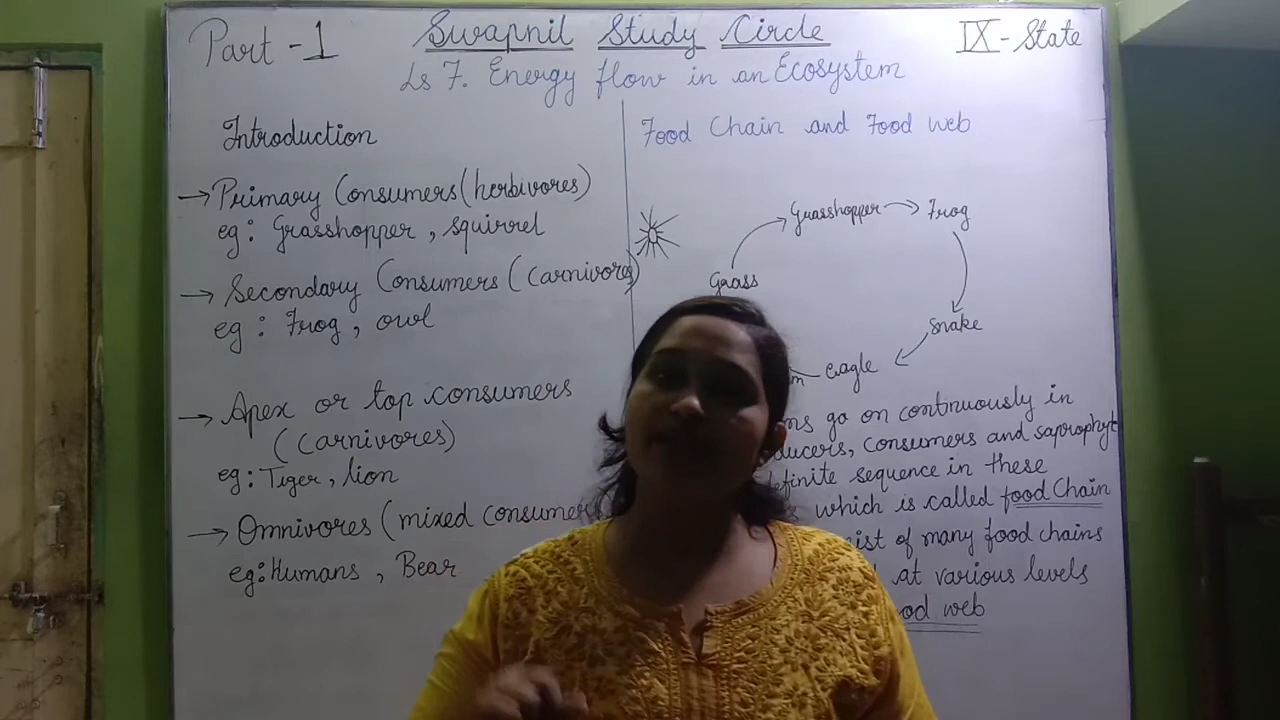 Part - 1
Swapnil Study Circle
IX - State
Ls 7. Energy flow in an Ecosystem
Introduction
→ Primary Consumers (herbivores)
eg: Grasshopper, squirrel
→ Secondary Consumers (carnivores)
eg: Frog, owl
→ Apex or top consumers
(carnivores)
eg: Tiger, lion
→ Omnivores (mixed consumers
eg: Humans, Bear
Food Chain and Food web
Grasshopper → Frog
Grass
Snake
eagle
go on continuously in
consumers and saprophyt
definite sequence in these
which is called food Chain
of many food chains
at various levels
web